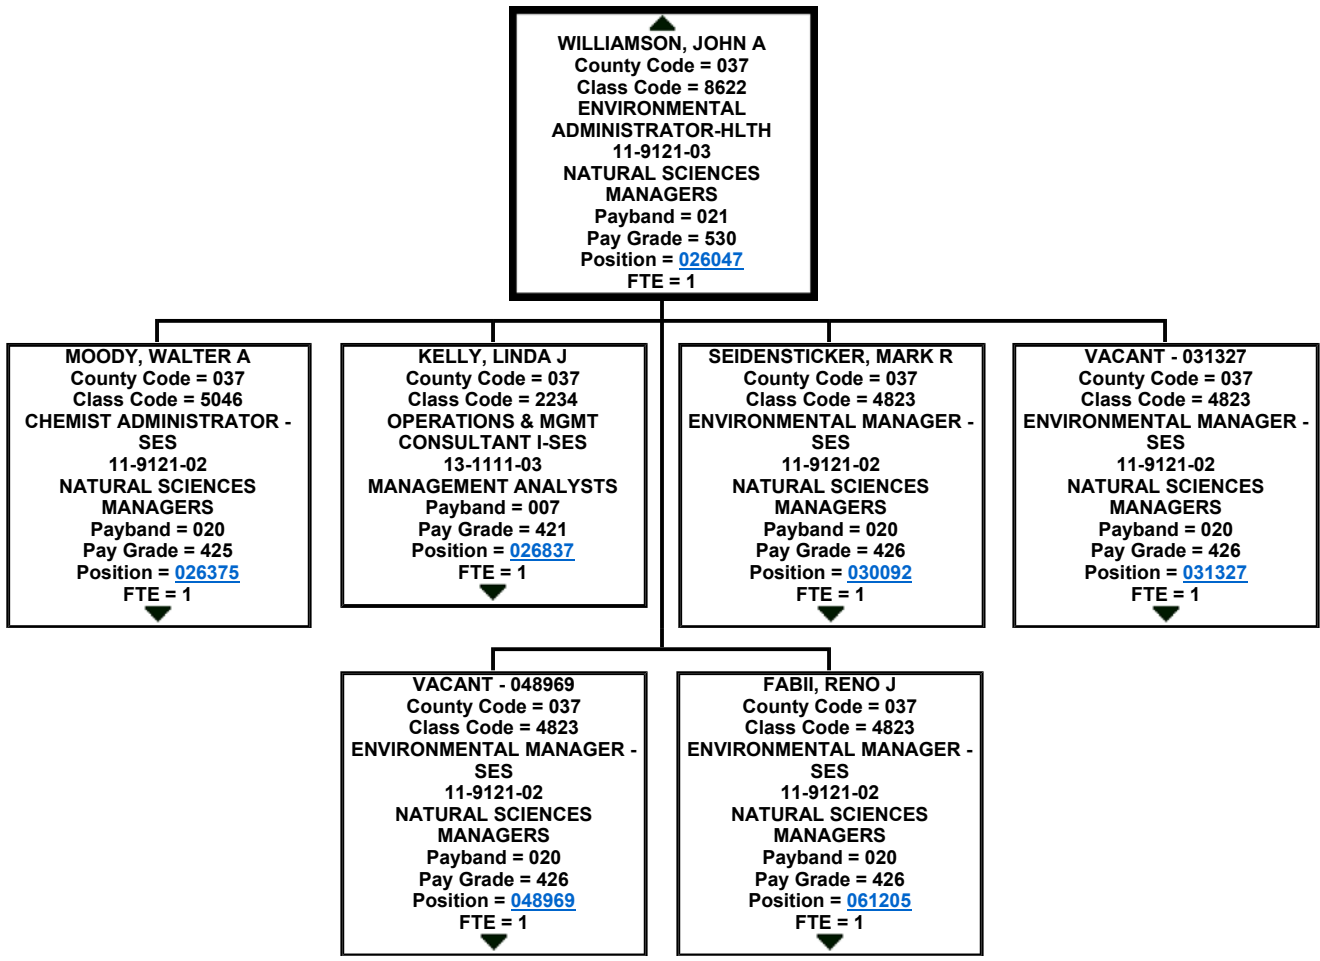 WILLIAMSON, JOHN A
County Code = 037
Class Code = 8622
ENVIRONMENTAL
ADMINISTRATOR-HLTH
11-9121-03
NATURAL SCIENCES
MANAGERS
Payband = 021
Pay Grade = 530
Position = 026047
FTE = 1
MOODY, WALTER A
County Code = 037
Class Code = 5046
CHEMIST ADMINISTRATOR -
SES
11-9121-02
NATURAL SCIENCES
MANAGERS
Payband = 020
Pay Grade = 425
Position = 026375
FTE = 1
KELLY, LINDA J
County Code = 037
Class Code = 2234
OPERATIONS & MGMT
CONSULTANT I-SES
13-1111-03
MANAGEMENT ANALYSTS
Payband = 007
Pay Grade = 421
Position = 026837
FTE = 1
SEIDENSTICKER, MARK R
County Code = 037
Class Code = 4823
ENVIRONMENTAL MANAGER -
SES
11-9121-02
NATURAL SCIENCES
MANAGERS
Payband = 020
Pay Grade = 426
Position = 030092
FTE = 1
VACANT - 031327
County Code = 037
Class Code = 4823
ENVIRONMENTAL MANAGER -
SES
11-9121-02
NATURAL SCIENCES
MANAGERS
Payband = 020
Pay Grade = 426
Position = 031327
FTE = 1
VACANT - 048969
County Code = 037
Class Code = 4823
ENVIRONMENTAL MANAGER -
SES
11-9121-02
NATURAL SCIENCES
MANAGERS
Payband = 020
Pay Grade = 426
Position = 048969
FTE = 1
FABII, RENO J
County Code = 037
Class Code = 4823
ENVIRONMENTAL MANAGER -
SES
11-9121-02
NATURAL SCIENCES
MANAGERS
Payband = 020
Pay Grade = 426
Position = 061205
FTE = 1